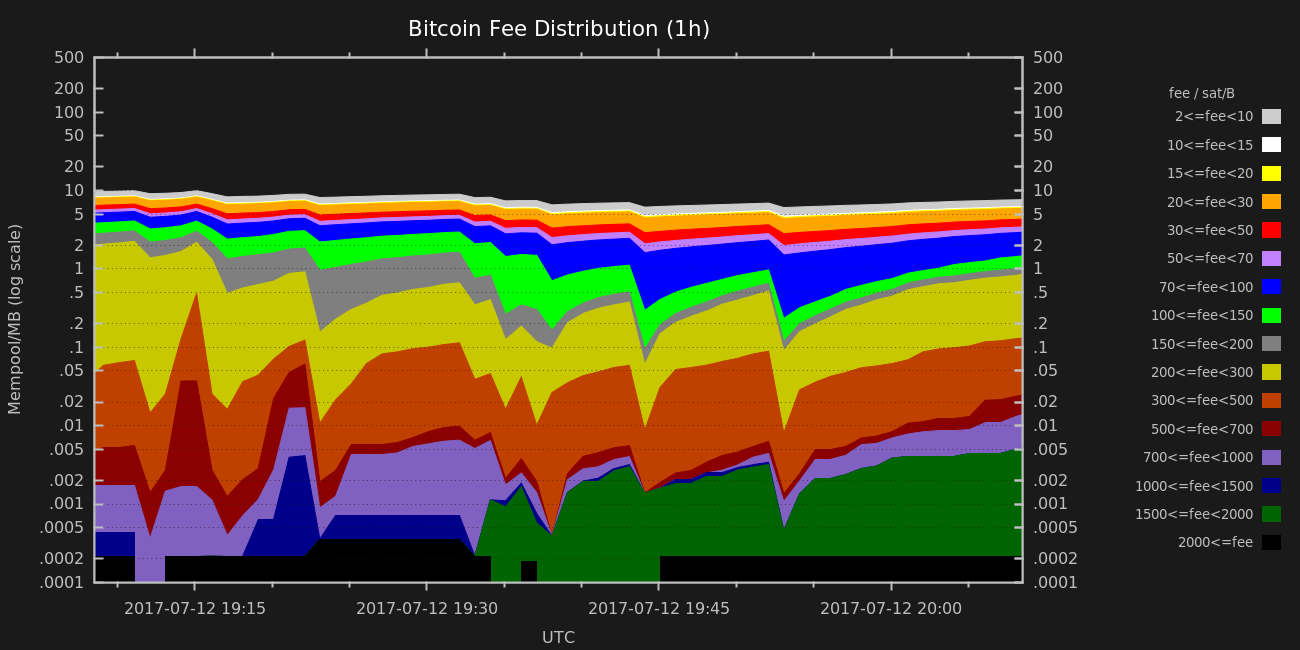 Bitcoin Fee Distribution (1h)
500
200
100
50
20
10
5
2
1
.5
.2
.1
.05
.02
.01
.005
.002
.001
.0005
.0002
.0001
Mempool/MB (log scale)
500
200
100
50
20
10
5
2
1
.5
.2
.1
.05
.02
.01
.005
.002
.001
.0005
.0002
.0001
2017-07-12 19:15
2017-07-12 19:30
2017-07-12 19:45
2017-07-12 20:00
UTC
fee / sat/B
2<=fee<10
10<=fee<15
15<=fee<20
20<=fee<30
30<=fee<50
50<=fee<70
70<=fee<100
100<=fee<150
150<=fee<200
200<=fee<300
300<=fee<500
500<=fee<700
700<=fee<1000
1000<=fee<1500
1500<=fee<2000
2000<=fee